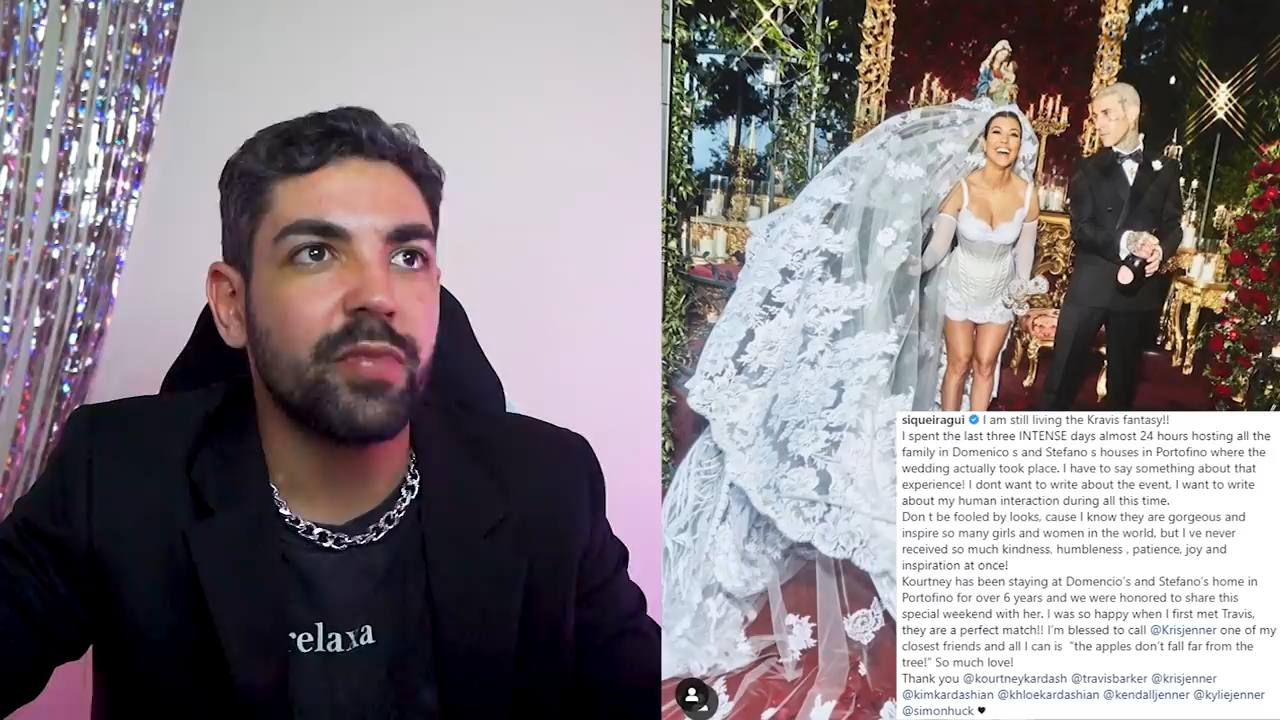 relaxa
siqueiragui I am still living the Kravis fantasy!!
I spent the last three INTENSE days almost 24 hours hosting all the
family in Domenico s and Stefano s houses in Portofino where the
wedding actually took place. I have to say something about that
experience! I dont want to write about the event, I want to write
about my human interaction during all this time.
Don t be fooled by looks, cause I know they are gorgeous and
inspire so many girls and women in the world, but I ve never
received so much kindness, humbleness , patience, joy and
inspiration at once!
Kourtney has been staying at Domencio's and Stefano's home in
Portofino for over 6 years and we were honored to share this
special weekend with her. I was so happy when I first met Travis,
they are a perfect match!! I'm blessed to call @Krisjenner one of my
closest friends and all I can is "the apples don't fall far from the
tree!" So much love!
Thank you @kourtneykardash @travisbarker @krisjenner
@kimkardashian @khloekardashian @kendalljenner @kyliejenner
@simonhuck ♥